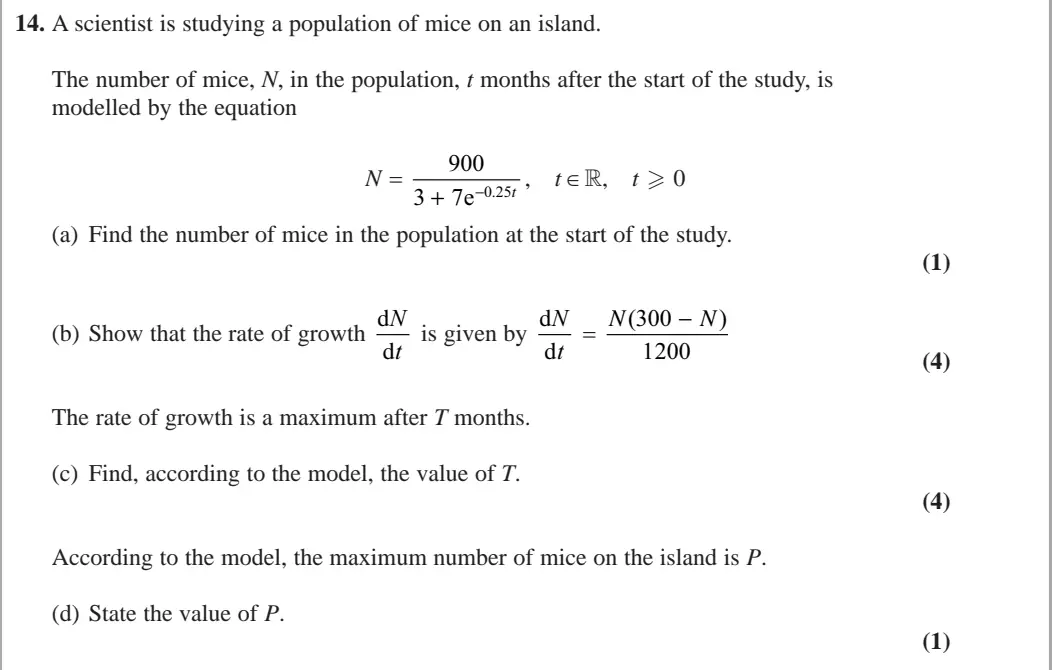 14. A scientist is studying a population of mice on an island.
The number of mice, N, in the population, t months after the start of the study, is
modelled by the equation
N = 900 / (3 + 7e^(−0.25t)), t ∈ ℝ, t ⩾ 0
(a) Find the number of mice in the population at the start of the study.
(1)
(b) Show that the rate of growth dN/dt is given by dN/dt = N(300 − N)/1200
(4)
The rate of growth is a maximum after T months.
(c) Find, according to the model, the value of T.
(4)
According to the model, the maximum number of mice on the island is P.
(d) State the value of P.
(1)